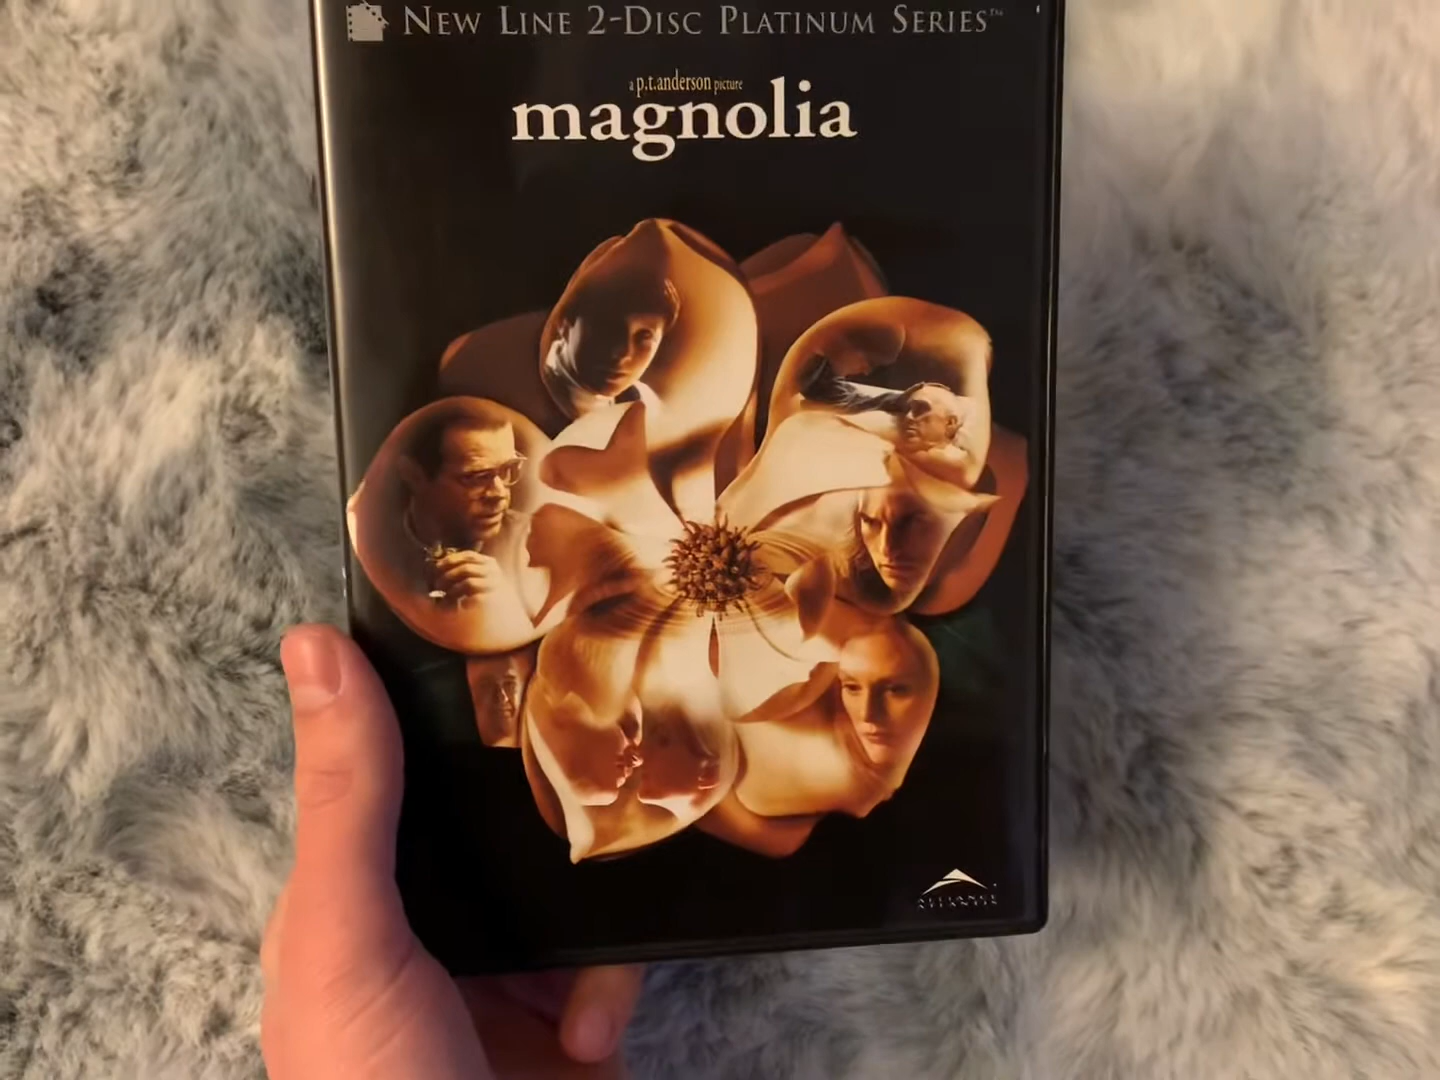 New Line 2-Disc Platinum Series™
a p.t.anderson picture
magnolia